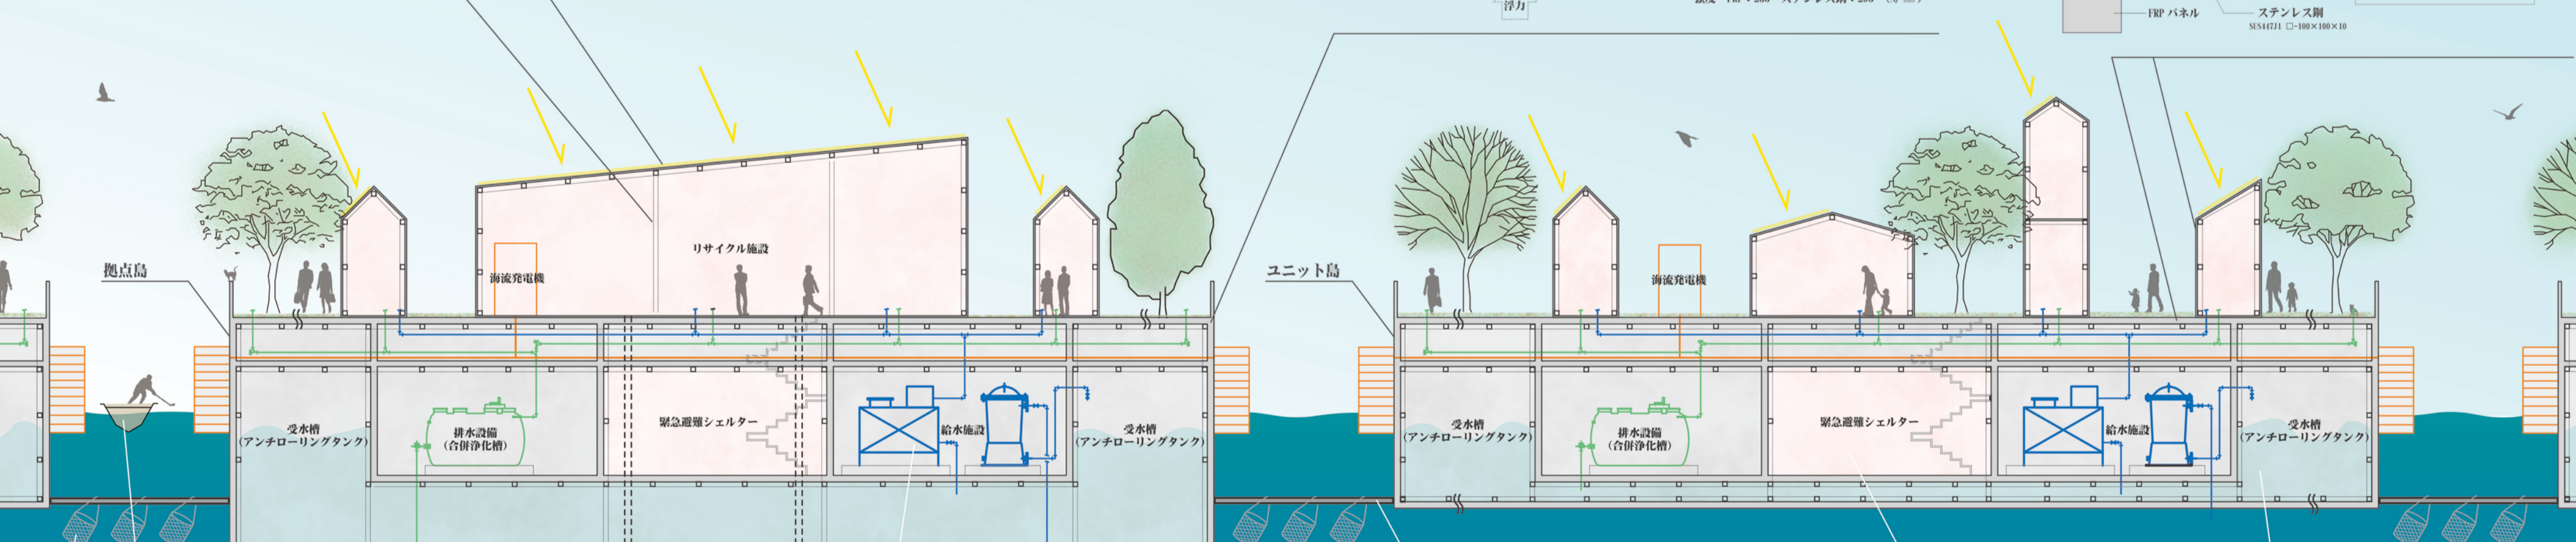 浮力
FRP パネル
ステンレス鋼
SUS447J1 □-100×100×10
拠点島
海流発電機
リサイクル施設
ユニット島
海流発電機
受水槽
(アンチローリングタンク)
排水設備
(合併浄化槽)
緊急避難シェルター
給水施設
受水槽
(アンチローリングタンク)
受水槽
(アンチローリングタンク)
排水設備
(合併浄化槽)
緊急避難シェルター
給水施設
受水槽
(アンチローリングタンク)